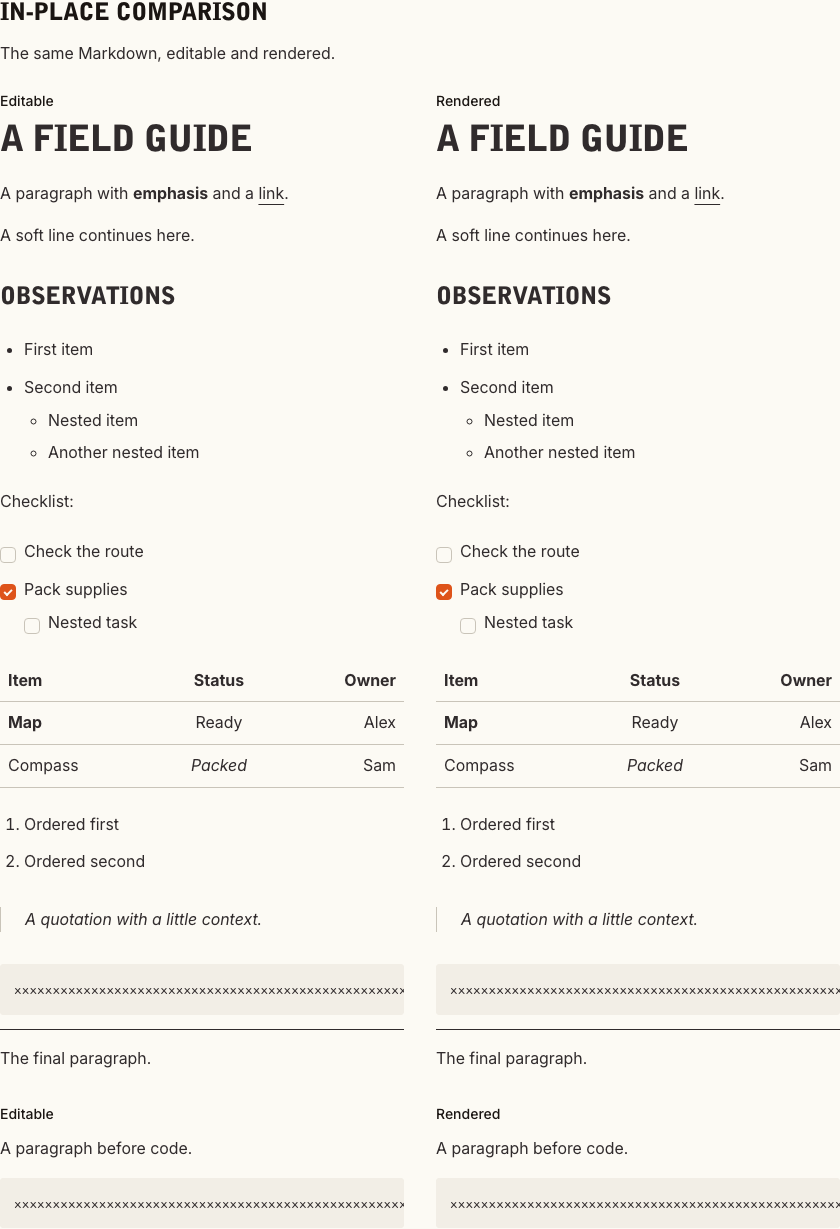 IN-PLACE COMPARISON
The same Markdown, editable and rendered.
Editable
A FIELD GUIDE
A paragraph with emphasis and a link.
A soft line continues here.
OBSERVATIONS
• First item
• Second item
◦ Nested item
◦ Another nested item
Checklist:
Check the route
Pack supplies
Nested task
Item Status Owner
Map Ready Alex
Compass Packed Sam
1. Ordered first
2. Ordered second
A quotation with a little context.
xxxxxxxxxxxxxxxxxxxxxxxxxxxxxxxxxxxxxxxxxxxxxxxxxxx
The final paragraph.
Rendered
A FIELD GUIDE
A paragraph with emphasis and a link.
A soft line continues here.
OBSERVATIONS
• First item
• Second item
◦ Nested item
◦ Another nested item
Checklist:
Check the route
Pack supplies
Nested task
Item Status Owner
Map Ready Alex
Compass Packed Sam
1. Ordered first
2. Ordered second
A quotation with a little context.
xxxxxxxxxxxxxxxxxxxxxxxxxxxxxxxxxxxxxxxxxxxxxxxxxxx
The final paragraph.
Editable
A paragraph before code.
xxxxxxxxxxxxxxxxxxxxxxxxxxxxxxxxxxxxxxxxxxxxxxxxxxx
Rendered
A paragraph before code.
xxxxxxxxxxxxxxxxxxxxxxxxxxxxxxxxxxxxxxxxxxxxxxxxxxx